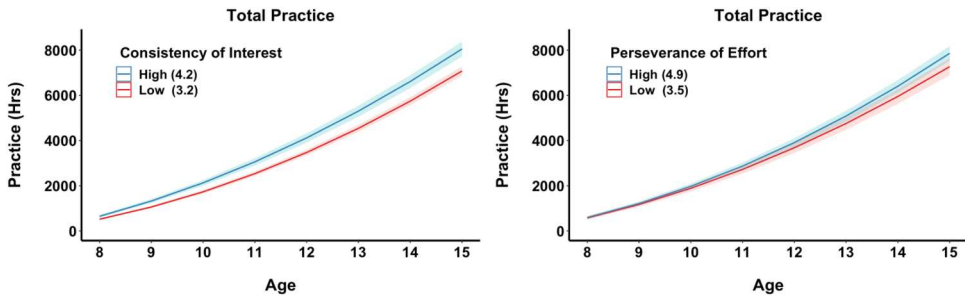 Total Practice
Practice (Hrs)
8000
6000
4000
2000
0
Consistency of Interest
High (4.2)
Low (3.2)
8 9 10 11 12 13 14 15
Age
Total Practice
Practice (Hrs)
8000
6000
4000
2000
0
Perseverance of Effort
High (4.9)
Low (3.5)
8 9 10 11 12 13 14 15
Age